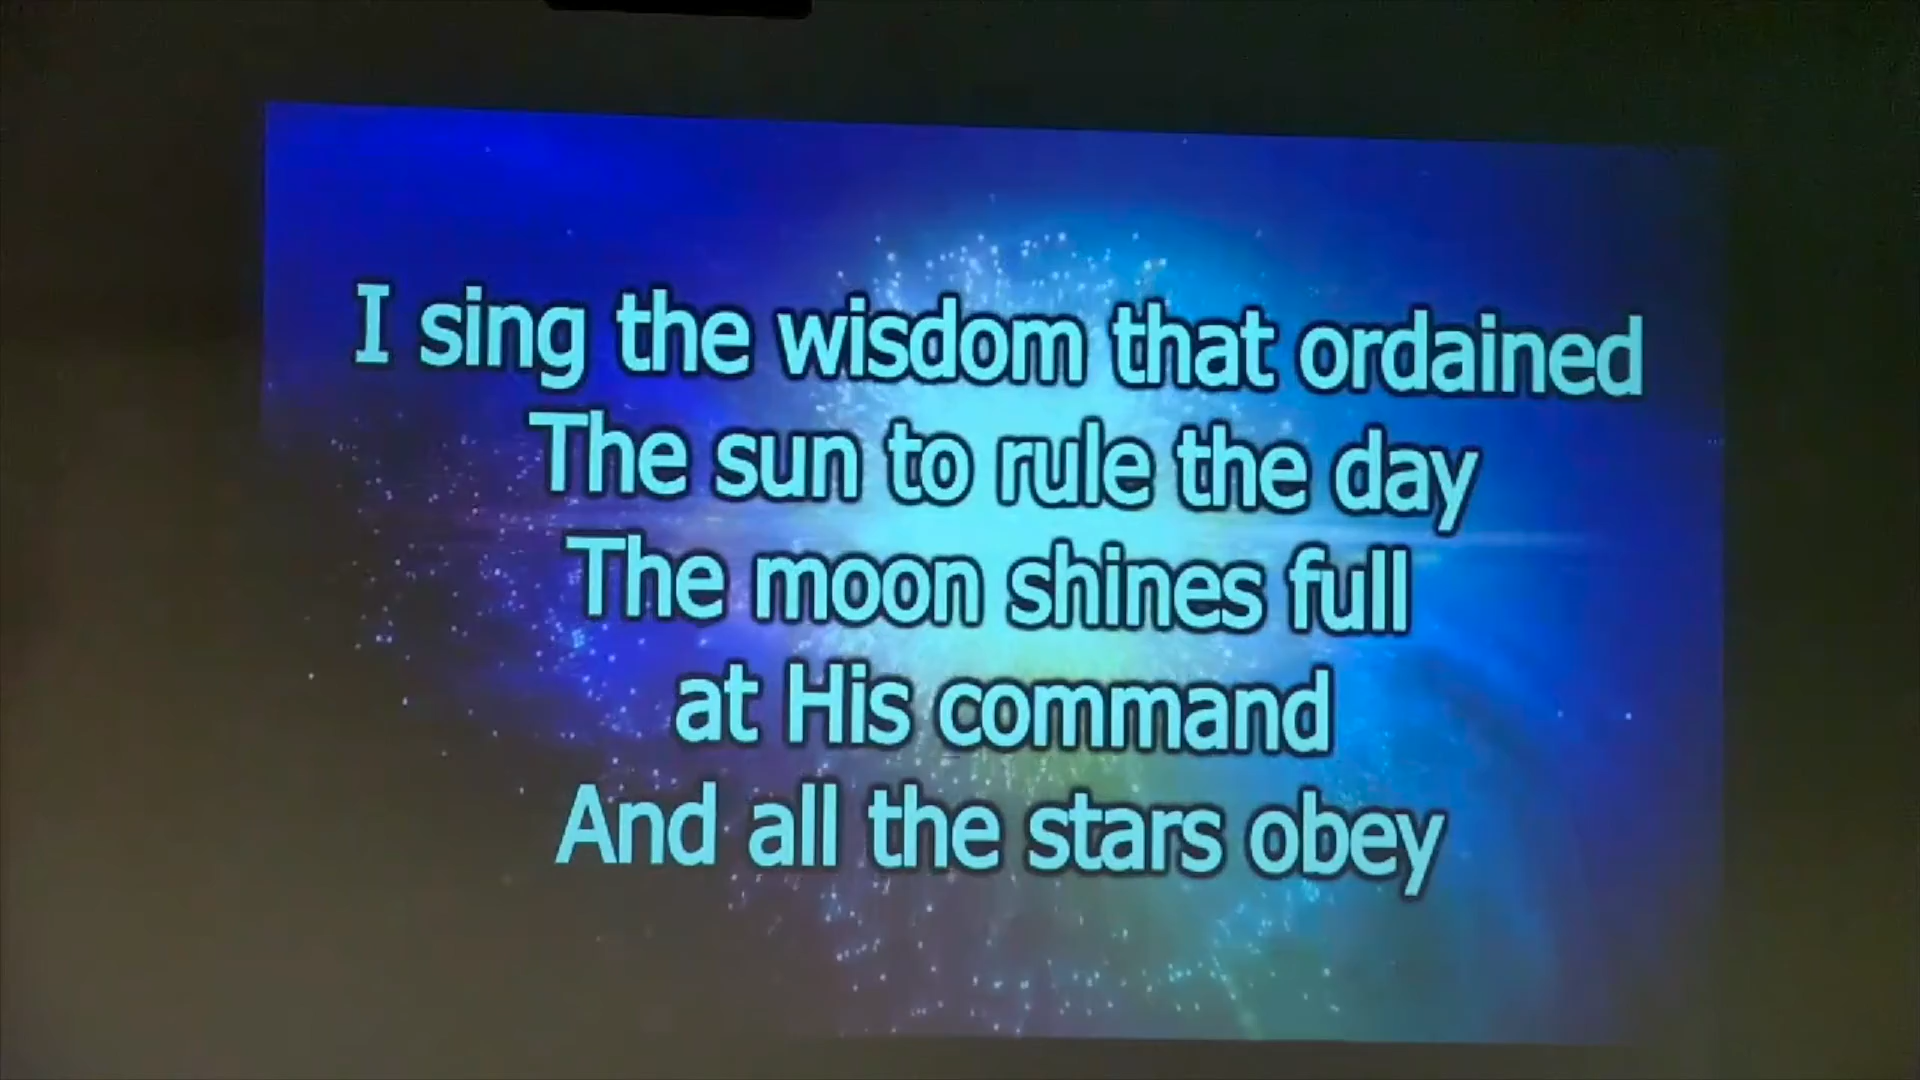 I sing the wisdom that ordained
The sun to rule the day
The moon shines full
at His command
And all the stars obey